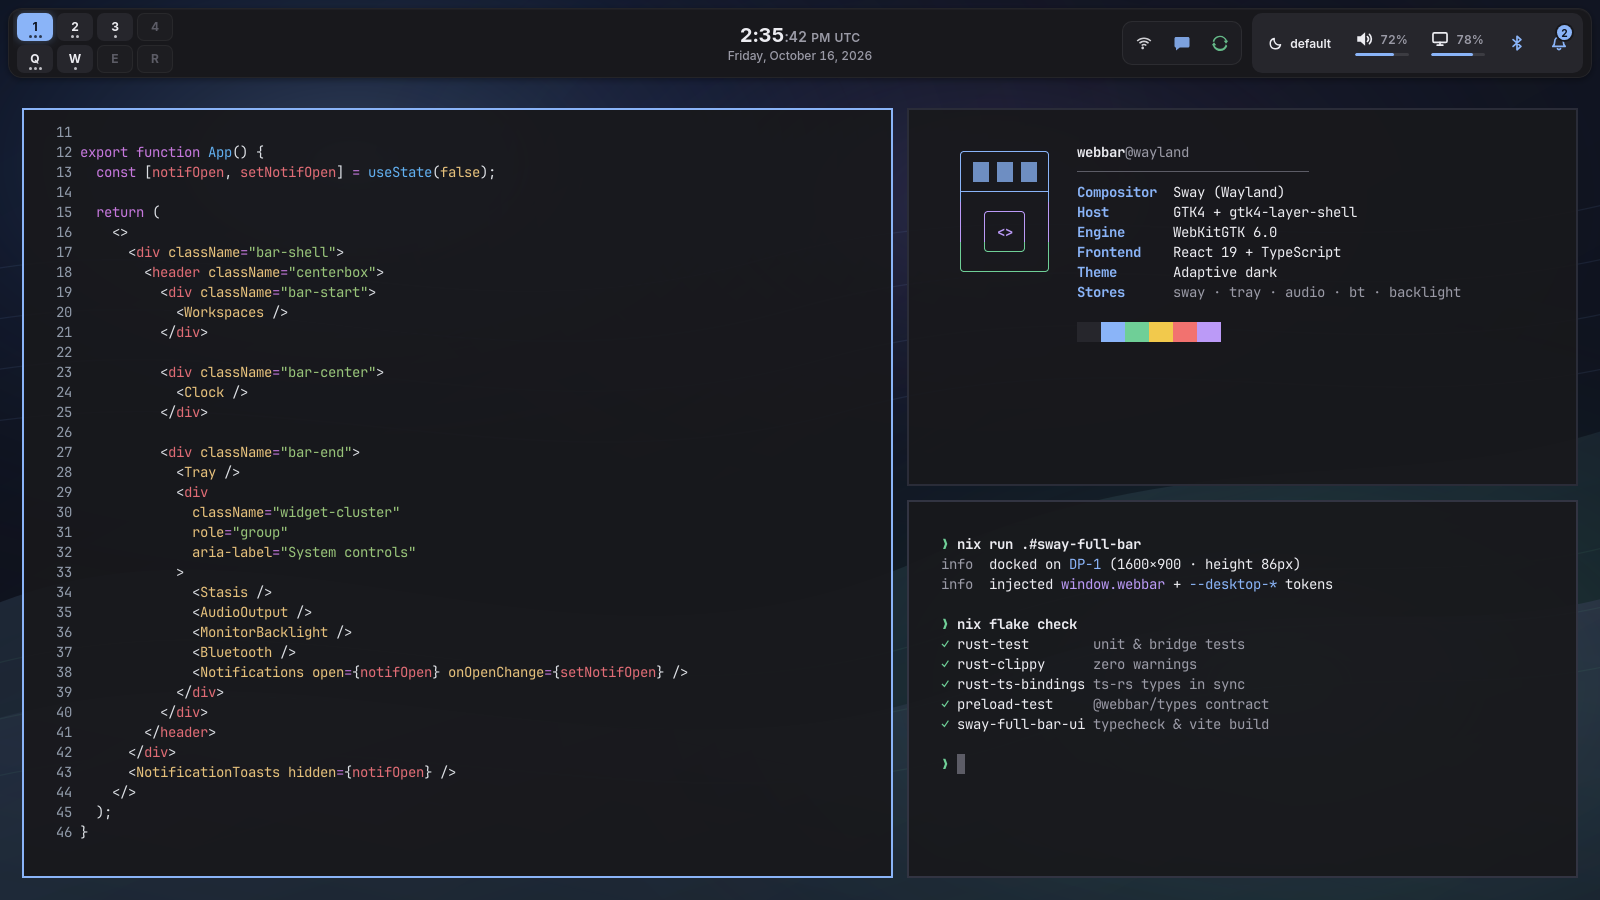 1 2 3 4
Q W E R
2:35:42 PM UTC
Friday, October 16, 2026
default 72% 78% 2
11
12 export function App() {
13   const [notifOpen, setNotifOpen] = useState(false);
14
15   return (
16     <>
17       <div className="bar-shell">
18         <header className="centerbox">
19           <div className="bar-start">
20             <Workspaces />
21           </div>
22
23           <div className="bar-center">
24             <Clock />
25           </div>
26
27           <div className="bar-end">
28             <Tray />
29             <div
30               className="widget-cluster"
31               role="group"
32               aria-label="System controls"
33             >
34               <Stasis />
35               <AudioOutput />
36               <MonitorBacklight />
37               <Bluetooth />
38               <Notifications open={notifOpen} onOpenChange={setNotifOpen} />
39             </div>
40           </div>
41         </header>
42       </div>
43       <NotificationToasts hidden={notifOpen} />
44     </>
45   );
46 }
<>
webbar@wayland
Compositor Sway (Wayland)
Host GTK4 + gtk4-layer-shell
Engine WebKitGTK 6.0
Frontend React 19 + TypeScript
Theme Adaptive dark
Stores sway · tray · audio · bt · backlight
❯ nix run .#sway-full-bar
info docked on DP-1 (1600×900 · height 86px)
info injected window.webbar + --desktop-* tokens
❯ nix flake check
✓ rust-test unit & bridge tests
✓ rust-clippy zero warnings
✓ rust-ts-bindings ts-rs types in sync
✓ preload-test @webbar/types contract
✓ sway-full-bar-ui typecheck & vite build
❯